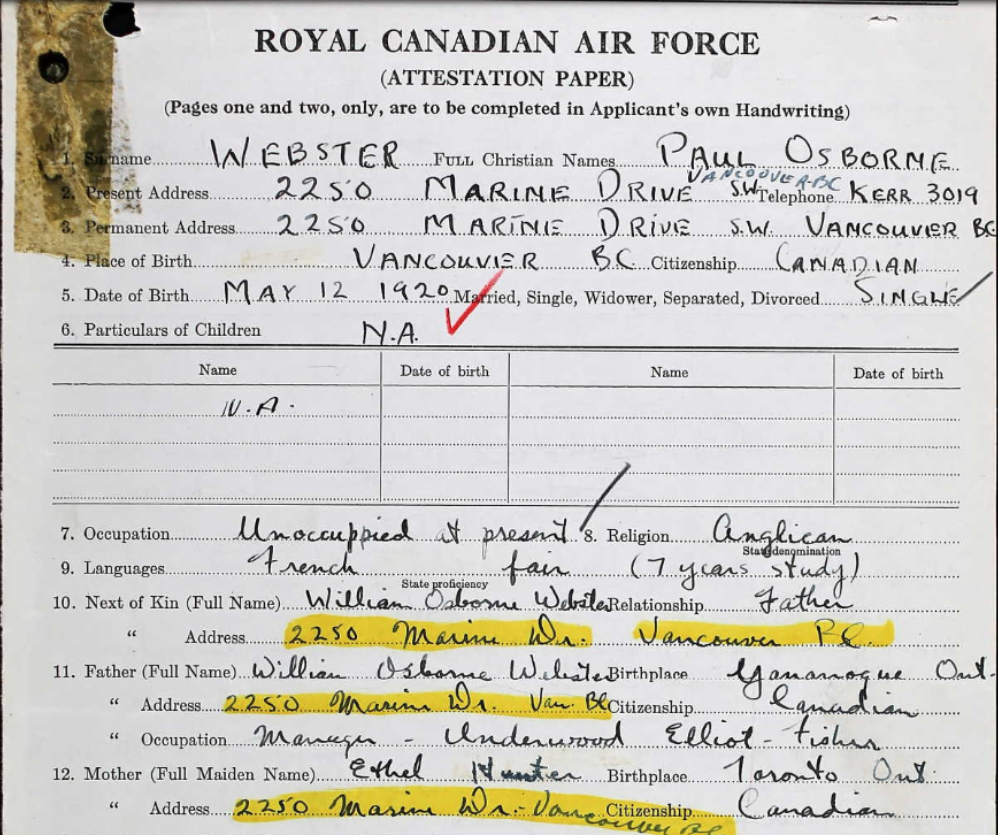 ROYAL CANADIAN AIR FORCE
(ATTESTATION PAPER)
(Pages one and two, only, are to be completed in Applicant's own Handwriting)
1. Surname WEBSTER FULL Christian Names PAUL OSBORNE
VANCOUVER BC
2. Present Address 2250 MARINE DRIVE S.W. Telephone KERR 3019
3. Permanent Address 2250 MARINE DRIVE S.W. VANCOUVER BC
4. Place of Birth VANCOUVER BC Citizenship CANADIAN
5. Date of Birth MAY 12 1920 Married, Single, Widower, Separated, Divorced SINGLE
6. Particulars of Children N.A.
Name Date of birth Name Date of birth
N.A.
7. Occupation Unoccuppied at present 8. Religion Anglican
State denomination
9. Languages French fair (7 years study)
State proficiency
10. Next of Kin (Full Name) William Osborne Webster Relationship Father
" Address 2250 Marine Dr. Vancouver BC.
11. Father (Full Name) William Osborne Webster Birthplace Gananoque Ont.
" Address 2250 Marine Dr. Van. BC Citizenship Canadian
" Occupation Manager - Underwood Elliot-Fisher
12. Mother (Full Maiden Name) Ethel Hunter Birthplace Toronto Ont.
" Address 2250 Marine Dr.- Vancouver BC Citizenship Canadian